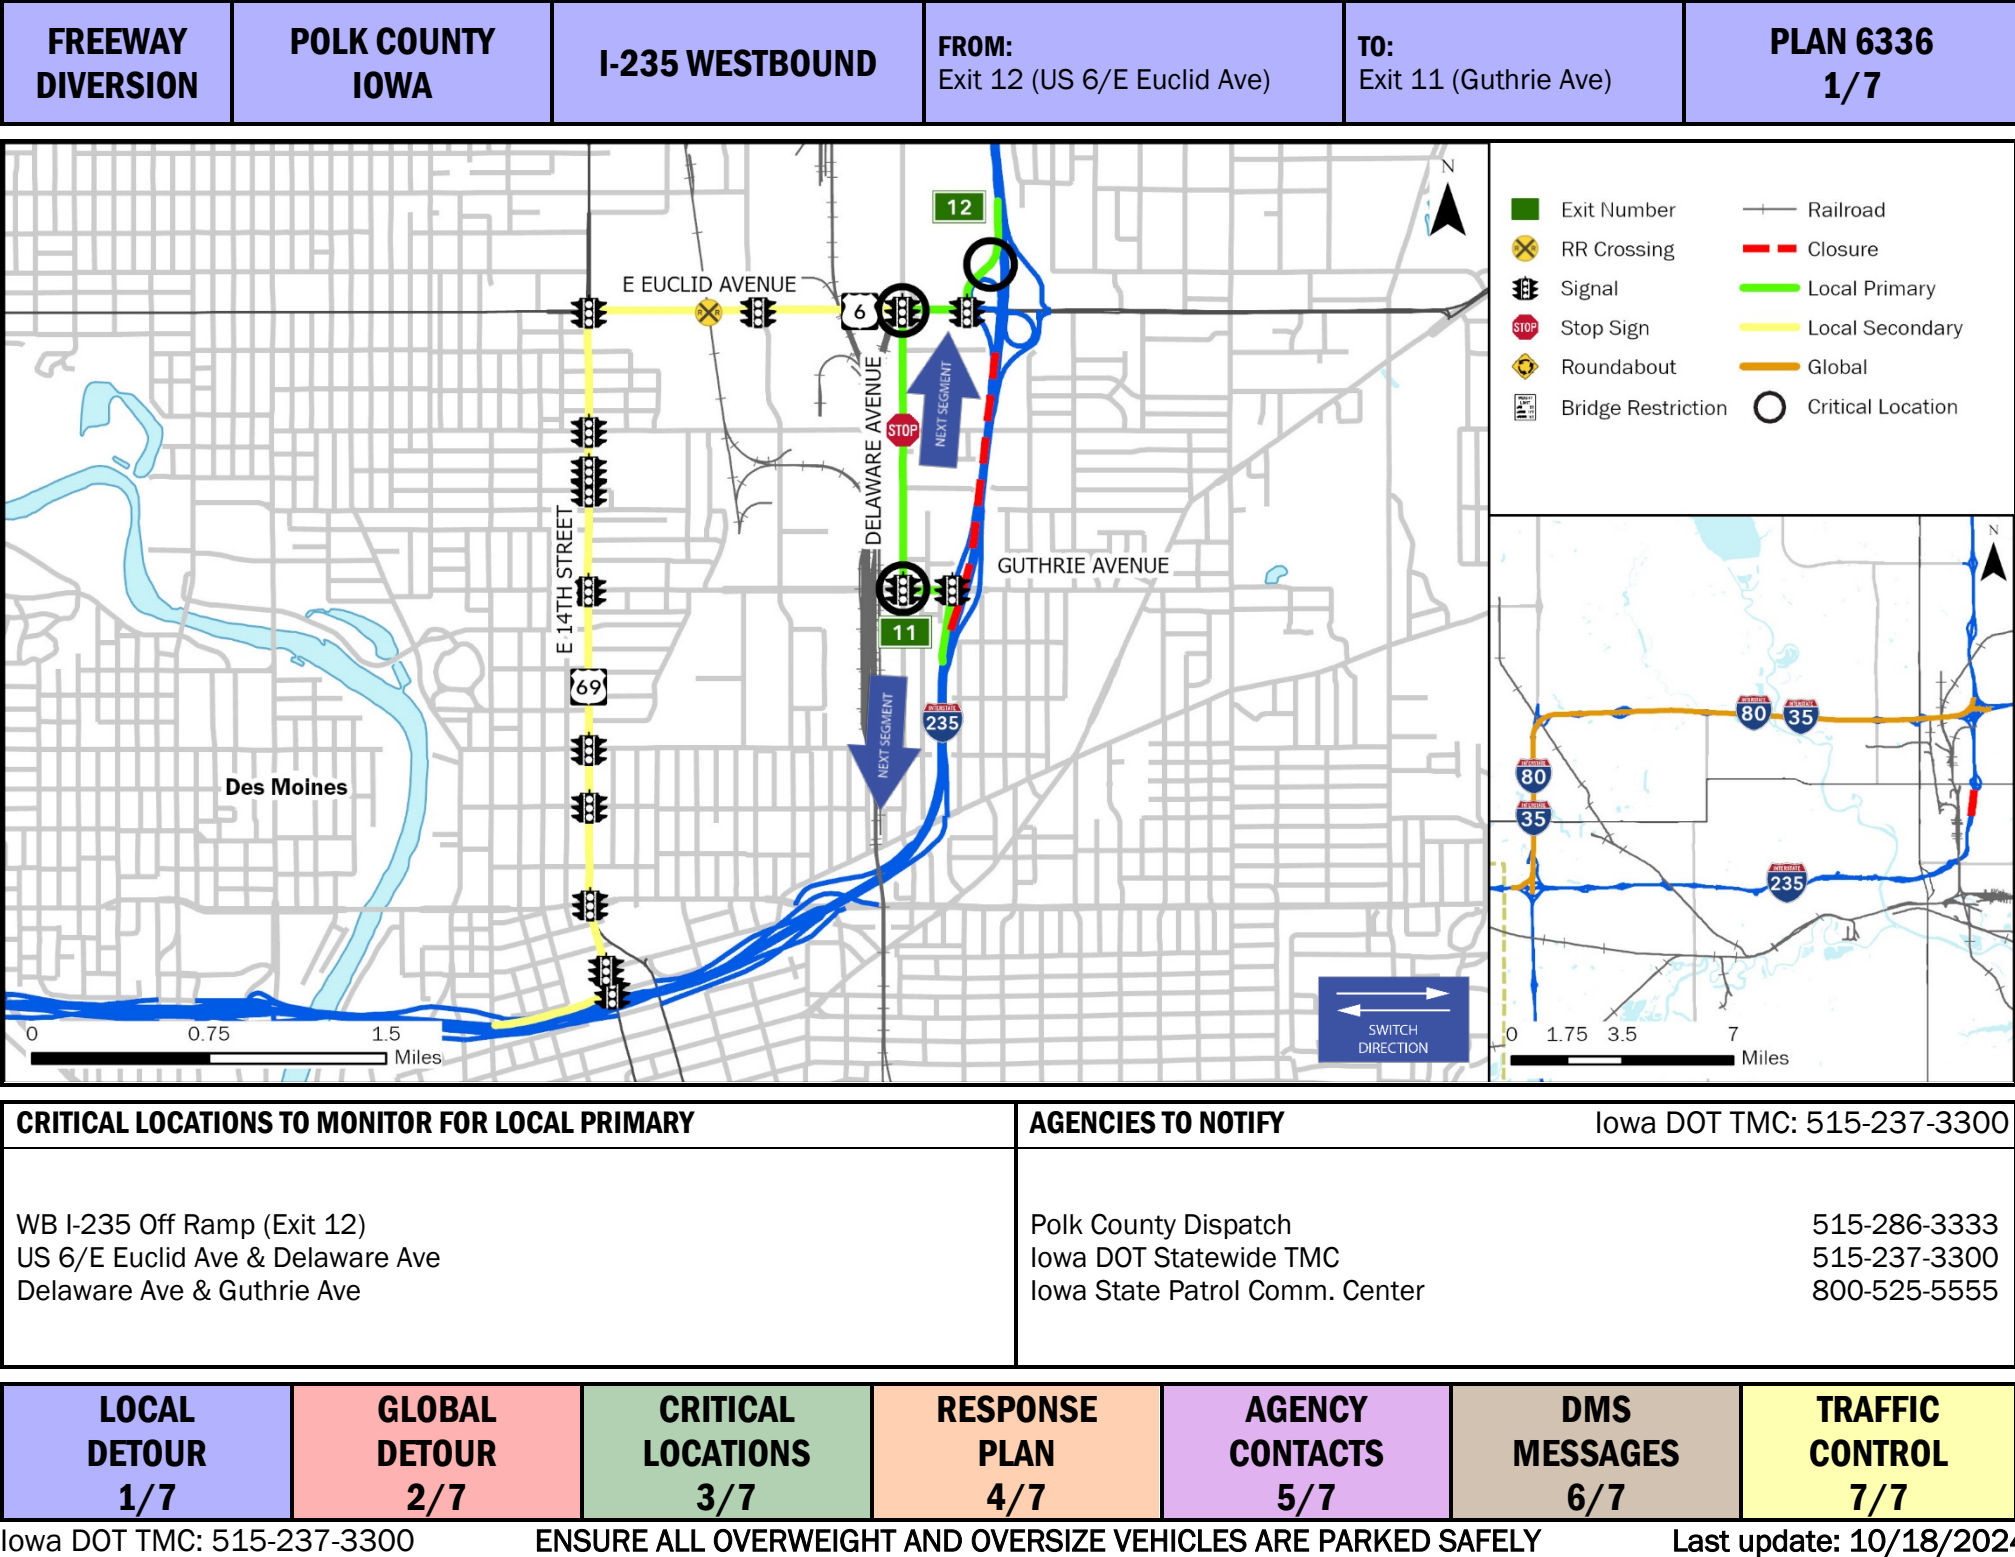 FREEWAY
DIVERSION
POLK COUNTY
IOWA
I-235 WESTBOUND
FROM:
Exit 12 (US 6/E Euclid Ave)
TO:
Exit 11 (Guthrie Ave)
PLAN 6336
1/7
12
N
E EUCLID AVENUE
6
DELAWARE AVENUE
NEXT SEGMENT
STOP
GUTHRIE AVENUE
E 14TH STREET
11
69
NEXT SEGMENT
INTERSTATE
235
Des Moines
0 0.75 1.5
Miles
SWITCH
DIRECTION
Exit Number
RR Crossing
Signal
STOP
Stop Sign
Roundabout
Bridge Restriction
Railroad
Closure
Local Primary
Local Secondary
Global
Critical Location
N
80
35
80
35
235
0 1.75 3.5 7
Miles
CRITICAL LOCATIONS TO MONITOR FOR LOCAL PRIMARY
WB I-235 Off Ramp (Exit 12)
US 6/E Euclid Ave & Delaware Ave
Delaware Ave & Guthrie Ave
AGENCIES TO NOTIFY Iowa DOT TMC: 515-237-3300
Polk County Dispatch 515-286-3333
Iowa DOT Statewide TMC 515-237-3300
Iowa State Patrol Comm. Center 800-525-5555
LOCAL
DETOUR
1/7
GLOBAL
DETOUR
2/7
CRITICAL
LOCATIONS
3/7
RESPONSE
PLAN
4/7
AGENCY
CONTACTS
5/7
DMS
MESSAGES
6/7
TRAFFIC
CONTROL
7/7
Iowa DOT TMC: 515-237-3300 ENSURE ALL OVERWEIGHT AND OVERSIZE VEHICLES ARE PARKED SAFELY Last update: 10/18/202